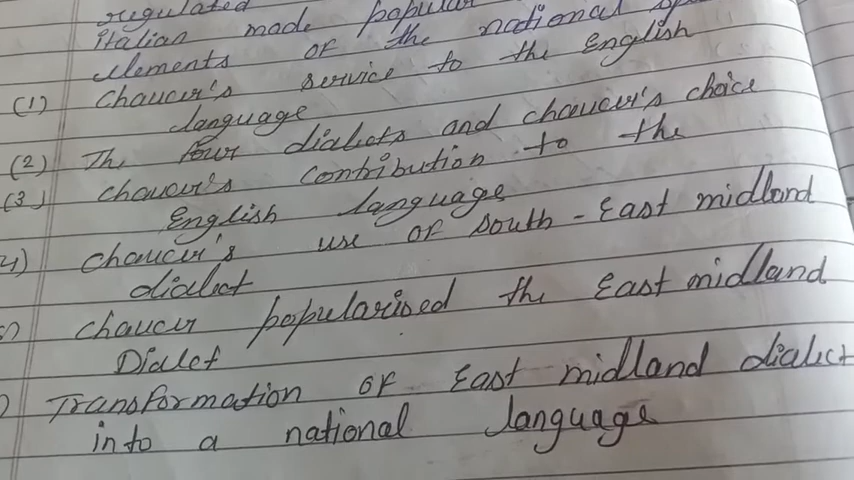 regulated
italian made popular
elements of the national
(1) Chaucer's service to the English
language
(2) The four dialects and chaucer's choice
(3) chaucer's contribution to the
English language
4) chaucer's use of south-East midland
dialect
chaucer popularised the East midland
Dialet
) Transformation of East midland dialect
into a national language